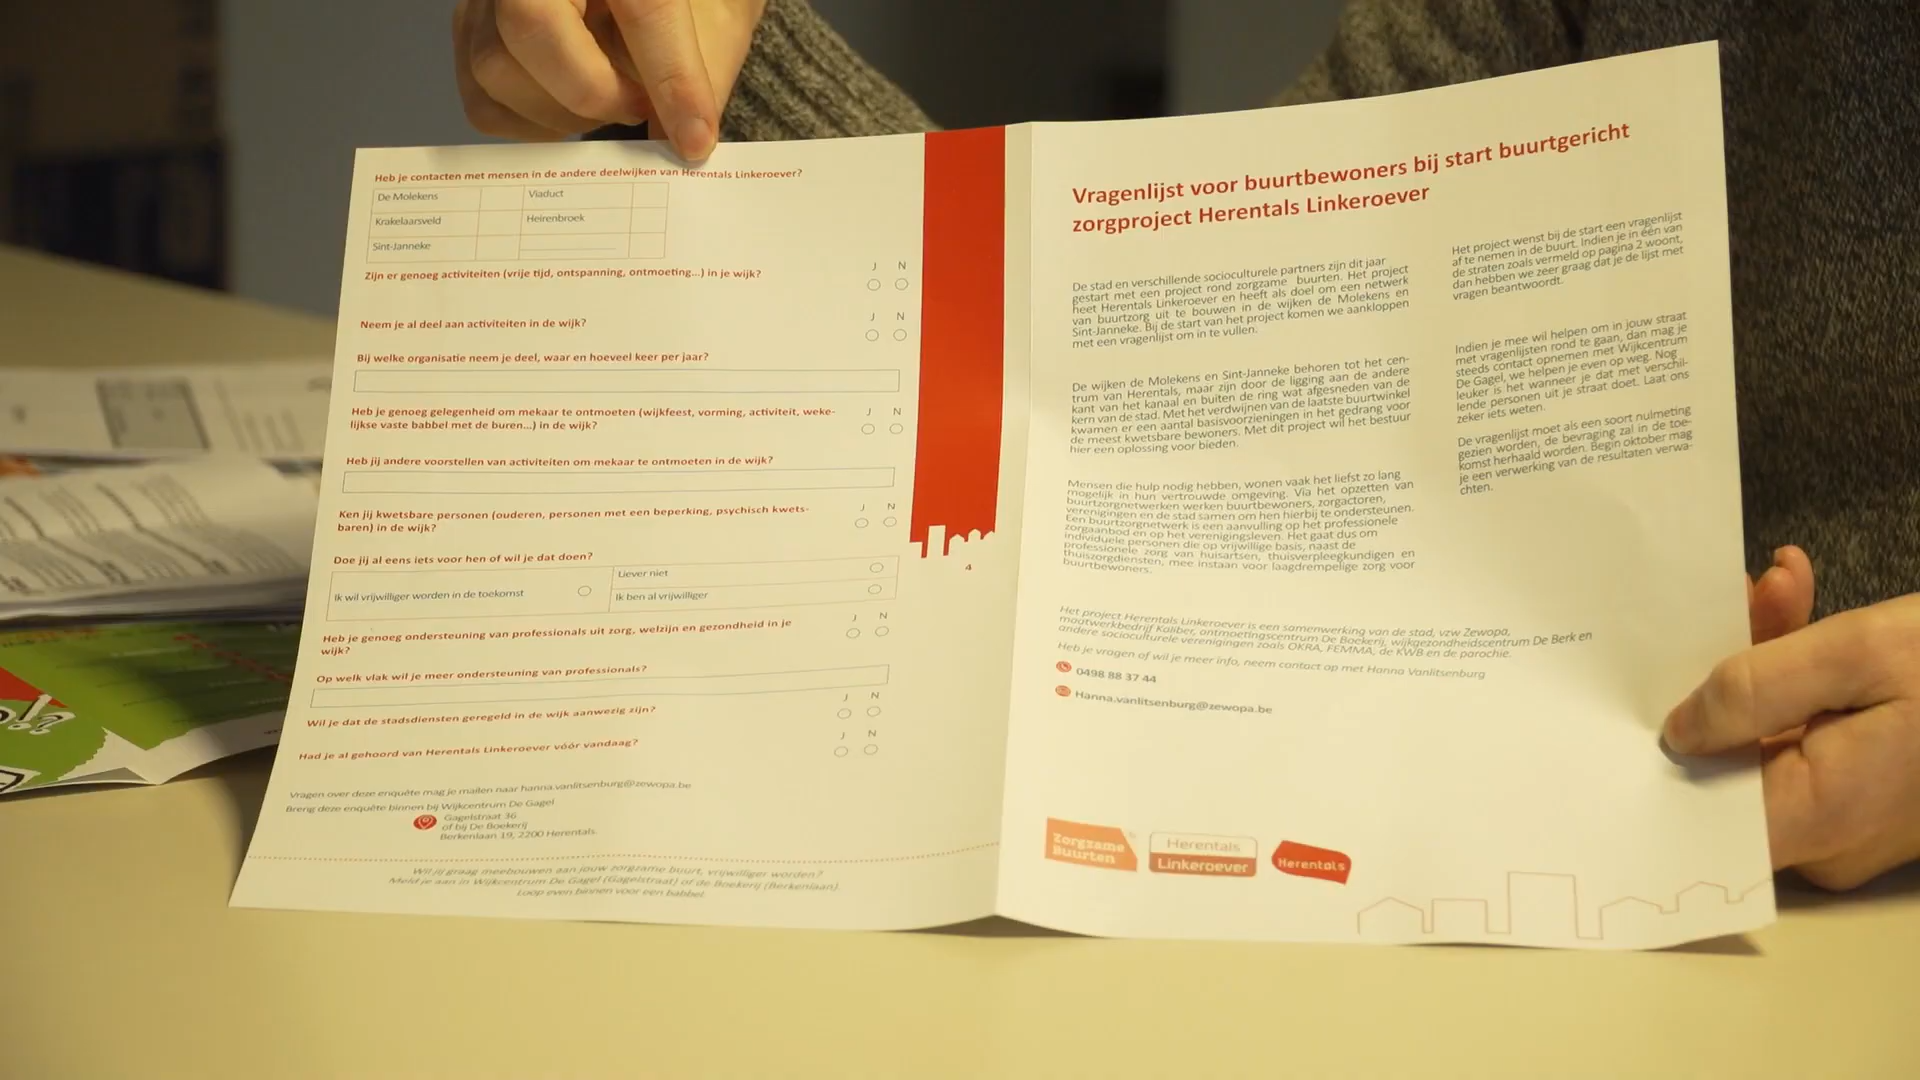 Heb je contacten met mensen in de andere deelwijken van Herentals Linkeroever?
De Molekens
Viaduct
Krakelaarsveld
Heirenbroek
Sint-Janneke
Zijn er genoeg activiteiten (vrije tijd, ontspanning, ontmoeting...) in je wijk?
J N
Neem je al deel aan activiteiten in de wijk?
J N
Bij welke organisatie neem je deel, waar en hoeveel keer per jaar?
Heb je genoeg gelegenheid om mekaar te ontmoeten (wijkfeest, vorming, activiteit, weke-
lijkse vaste babbel met de buren...) in de wijk?
J N
Heb jij andere voorstellen van activiteiten om mekaar te ontmoeten in de wijk?
Ken jij kwetsbare personen (ouderen, personen met een beperking, psychisch kwets-
baren) in de wijk?
J N
Doe jij al eens iets voor hen of wil je dat doen?
Ik wil vrijwilliger worden in de toekomst
Liever niet
Ik ben al vrijwilliger
Heb je genoeg ondersteuning van professionals uit zorg, welzijn en gezondheid in je
wijk?
J N
Op welk vlak wil je meer ondersteuning van professionals?
Wil je dat de stadsdiensten geregeld in de wijk aanwezig zijn?
J N
Had je al gehoord van Herentals Linkeroever vóór vandaag?
J N
Vragen over deze enquête mag je mailen naar hanna.vanlitsenburg@zewopa.be
Breng deze enquête binnen bij Wijkcentrum De Gagel
Gagelstraat 36
of bij De Boekerij
Berkenlaan 19, 2200 Herentals
Wil jij graag meebouwen aan jouw zorgzame buurt, vrijwilliger worden?
Meld je aan in Wijkcentrum De Gagel (Gagelstraat) of de Boekerij (Berkenlaan).
Loop even binnen voor een babbel
4
Vragenlijst voor buurtbewoners bij start buurtgericht
zorgproject Herentals Linkeroever
De stad en verschillende socioculturele partners zijn dit jaar
gestart met een project rond zorgzame buurten. Het project
heet Herentals Linkeroever en heeft als doel om een netwerk
van buurtzorg uit te bouwen in de wijken de Molekens en
Sint-Janneke. Bij de start van het project komen we aankloppen
met een vragenlijst om in te vullen.
De wijken de Molekens en Sint-Janneke behoren tot het cen-
trum van Herentals, maar zijn door de ligging aan de andere
kant van het kanaal en buiten de ring wat afgesneden van de
kern van de stad. Met het verdwijnen van de laatste buurtwinkel
kwamen er een aantal basisvoorzieningen in het gedrang voor
de meest kwetsbare bewoners. Met dit project wil het bestuur
hier een oplossing voor bieden.
Mensen die hulp nodig hebben, wonen vaak het liefst zo lang
mogelijk in hun vertrouwde omgeving. Via het opzetten van
buurtzorgnetwerken werken buurtbewoners, zorgactoren,
verenigingen en de stad samen om hen hierbij te ondersteunen.
Een buurtzorgnetwerk is een aanvulling op het professionele
zorgaanbod en op het verenigingsleven. Het gaat dus om
individuele personen die op vrijwillige basis, naast de
professionele zorg van huisartsen, thuisverpleegkundigen en
thuiszorgdiensten, mee instaan voor laagdrempelige zorg voor
buurtbewoners.
Het project wenst bij de start een vragenlijst
af te nemen in de buurt. Indien je in één van
de straten zoals vermeld op pagina 2 woont,
dan hebben we zeer graag dat je de lijst met
vragen beantwoordt.
Indien je mee wil helpen om in jouw straat
met vragenlijsten rond te gaan, dan mag je
steeds contact opnemen met Wijkcentrum
De Gagel, we helpen je even op weg. Nog
leuker is het wanneer je dat met verschil-
lende personen uit je straat doet. Laat ons
zeker iets weten.
De vragenlijst moet als een soort nulmeting
gezien worden, de bevraging zal in de toe-
komst herhaald worden. Begin oktober mag
je een verwerking van de resultaten verwa-
chten.
Het project Herentals Linkeroever is een samenwerking van de stad, vzw Zewopa,
maatwerkbedrijf Kaliber, ontmoetingscentrum De Boekerij, wijkgezondheidscentrum De Berk en
andere socioculturele verenigingen zoals OKRA, FEMMA, de KWB en de parochie.
Heb je vragen of wil je meer info, neem contact op met Hanna Vanlitsenburg
0498 88 37 44
Hanna.vanlitsenburg@zewopa.be
Zorgzame
Buurten
Herentals
Linkeroever
Herentals